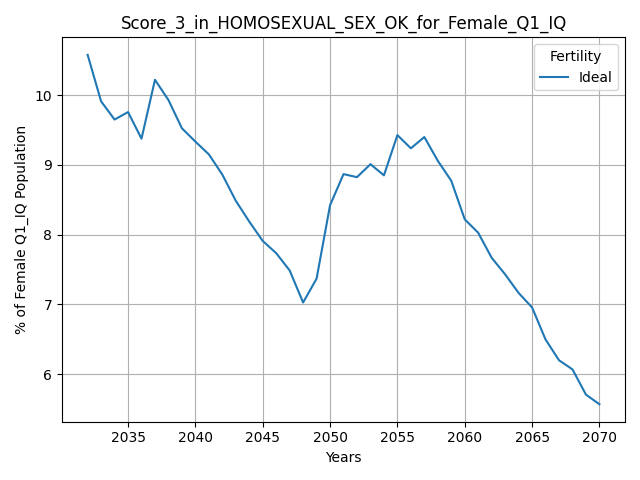 Score_3_in_HOMOSEXUAL_SEX_OK_for_Female_Q1_IQ
Fertility
Ideal
% of Female Q1_IQ Population
10
9
8
7
6
2035 2040 2045 2050 2055 2060 2065 2070
Years